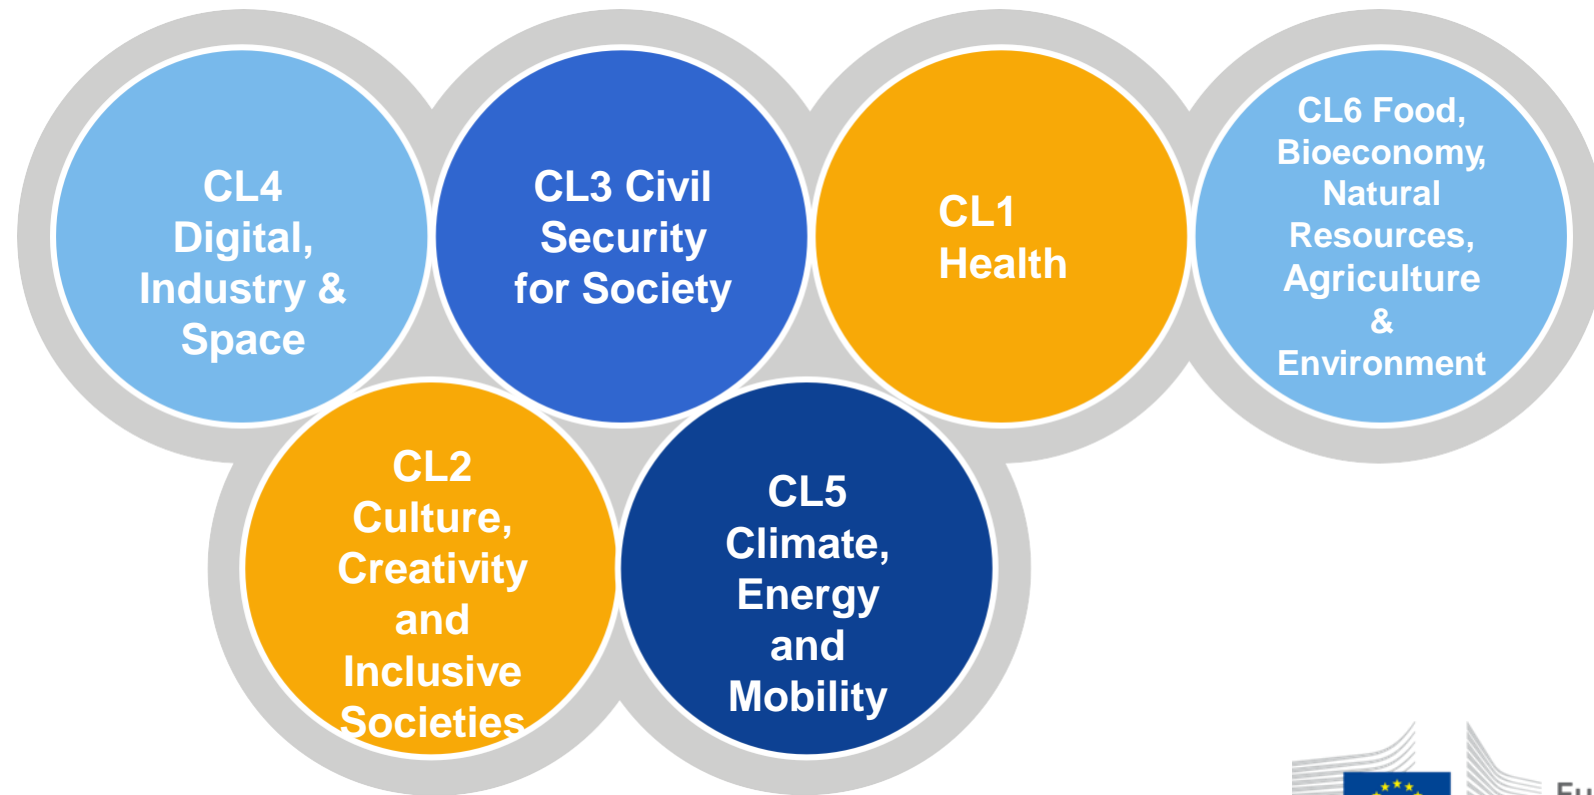 CL4
Digital,
Industry &
Space
CL3 Civil
Security
for Society
CL1
Health
CL6 Food,
Bioeconomy,
Natural
Resources,
Agriculture
&
Environment
CL2
Culture,
Creativity
and
Inclusive
Societies
CL5
Climate,
Energy
and
Mobility